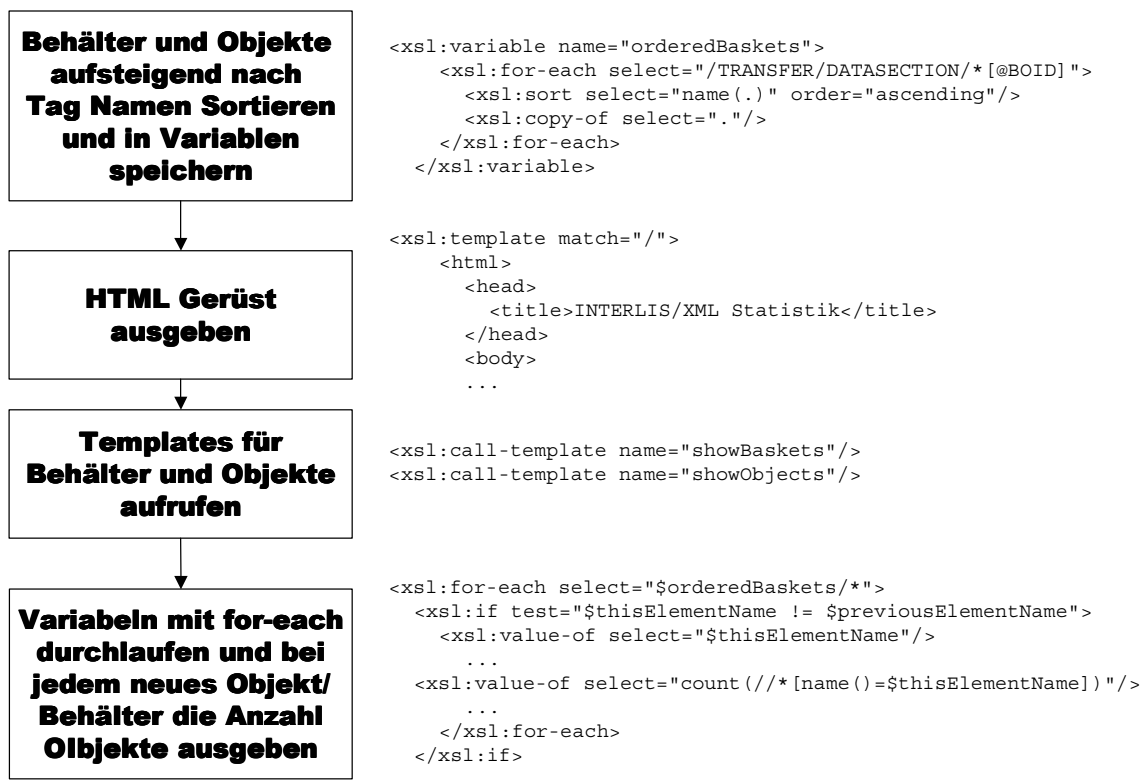 Behälter und Objekte
aufsteigend nach
Tag Namen Sortieren
und in Variablen
speichern
<xsl:variable name="orderedBaskets">
<xsl:for-each select="/TRANSFER/DATASECTION/*[@BOID]">
<xsl:sort select="name(.)" order="ascending"/>
<xsl:copy-of select="."/>
</xsl:for-each>
</xsl:variable>
HTML Gerüst
ausgeben
<xsl:template match="/">
<html>
<head>
<title>INTERLIS/XML Statistik</title>
</head>
<body>
...
Templates für
Behälter und Objekte
aufrufen
<xsl:call-template name="showBaskets"/>
<xsl:call-template name="showObjects"/>
Variabeln mit for-each
durchlaufen und bei
jedem neues Objekt/
Behälter die Anzahl
Olbjekte ausgeben
<xsl:for-each select="$orderedBaskets/*">
<xsl:if test="$thisElementName != $previousElementName">
<xsl:value-of select="$thisElementName"/>
...
<xsl:value-of select="count(//*[name()=$thisElementName])"/>
...
</xsl:for-each>
</xsl:if>